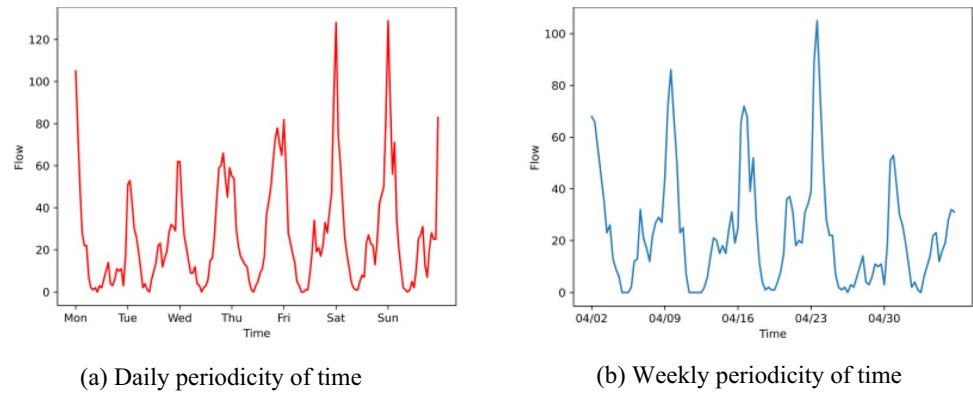 120
100
80
60
40
20
0
Flow
Mon Tue Wed Thu Fri Sat Sun
Time
(a) Daily periodicity of time
100
80
60
40
20
0
Flow
04/02 04/09 04/16 04/23 04/30
Time
(b) Weekly periodicity of time